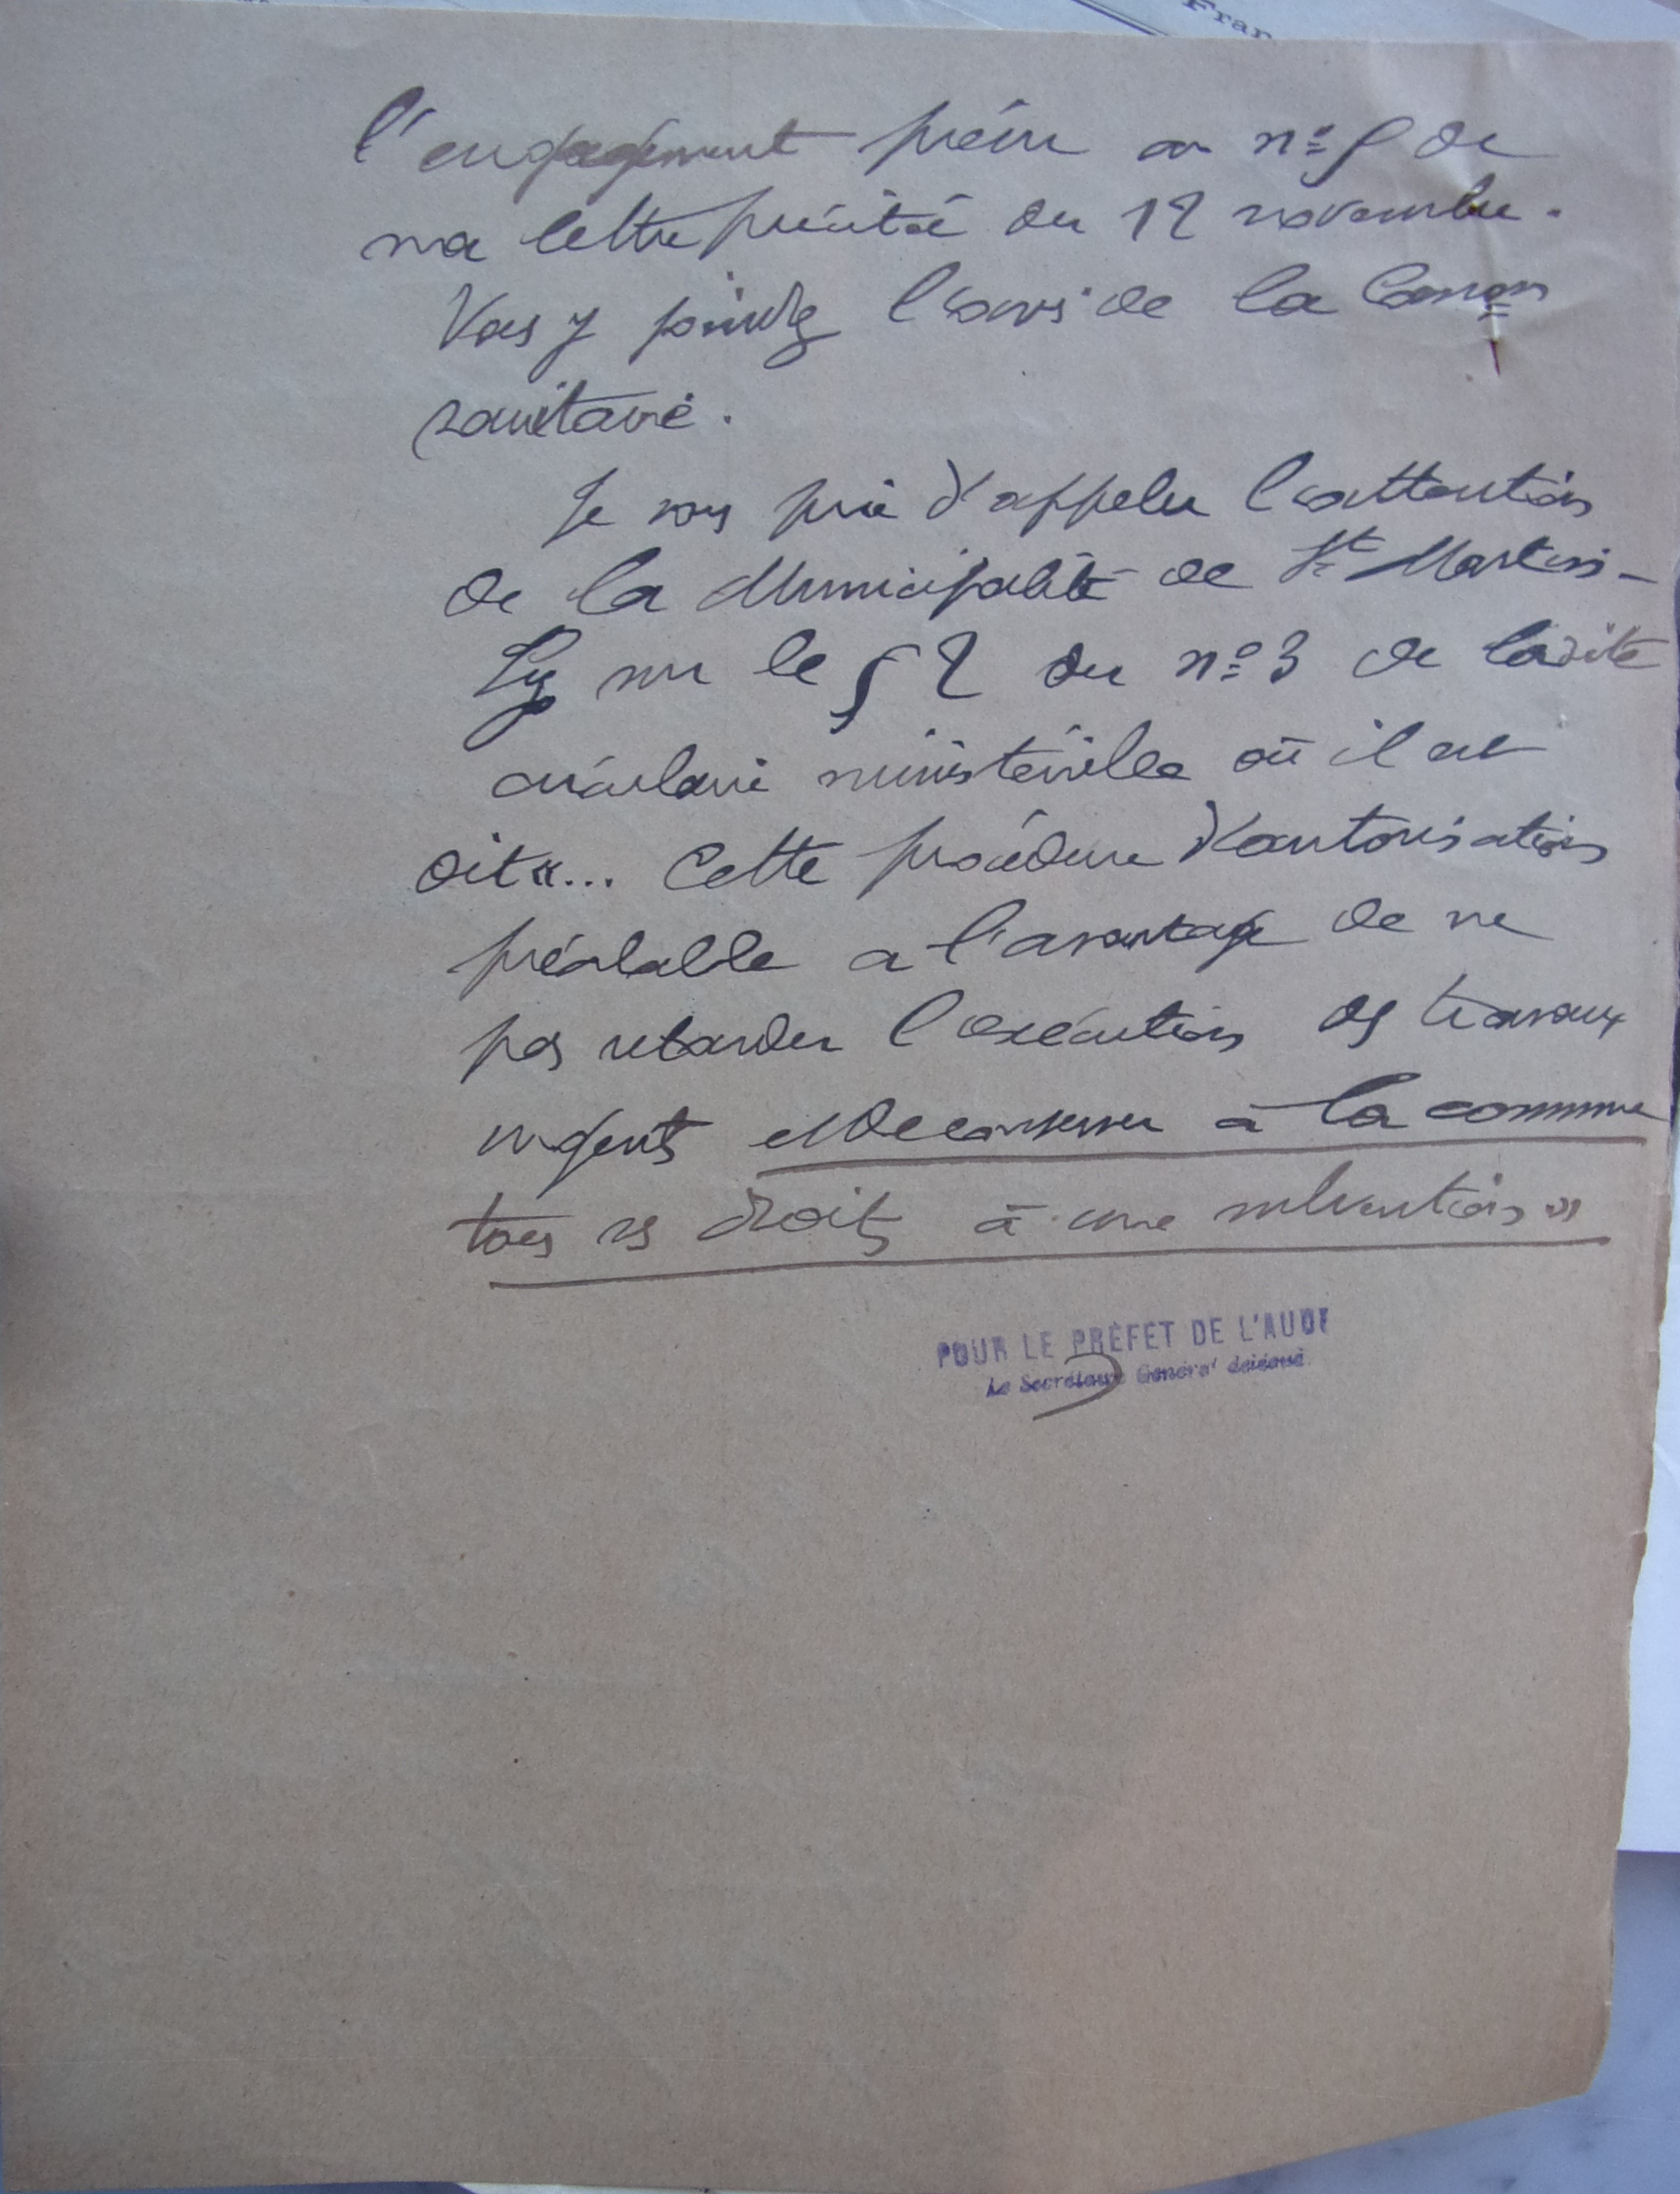 Fran
l'engagement prévu au n° 5 de
ma lettre précitée du 12 novembre.
Vous y joindrez l'avis de la Comon
sanitaire.
Je vous prie d'appeler l'attention
de la Municipalité de St Martin-
Lys sur le § 2 du n° 3 de ladite
circulaire ministérielle où il est
dit «... Cette procédure d'autorisation
préalable a l'avantage de ne
pas retarder l'exécution des travaux
urgents et de conserver à la commune
tous ses droits à une subvention »
POUR LE PRÉFET DE L'AUDE
Le Secrétaire Général délégué